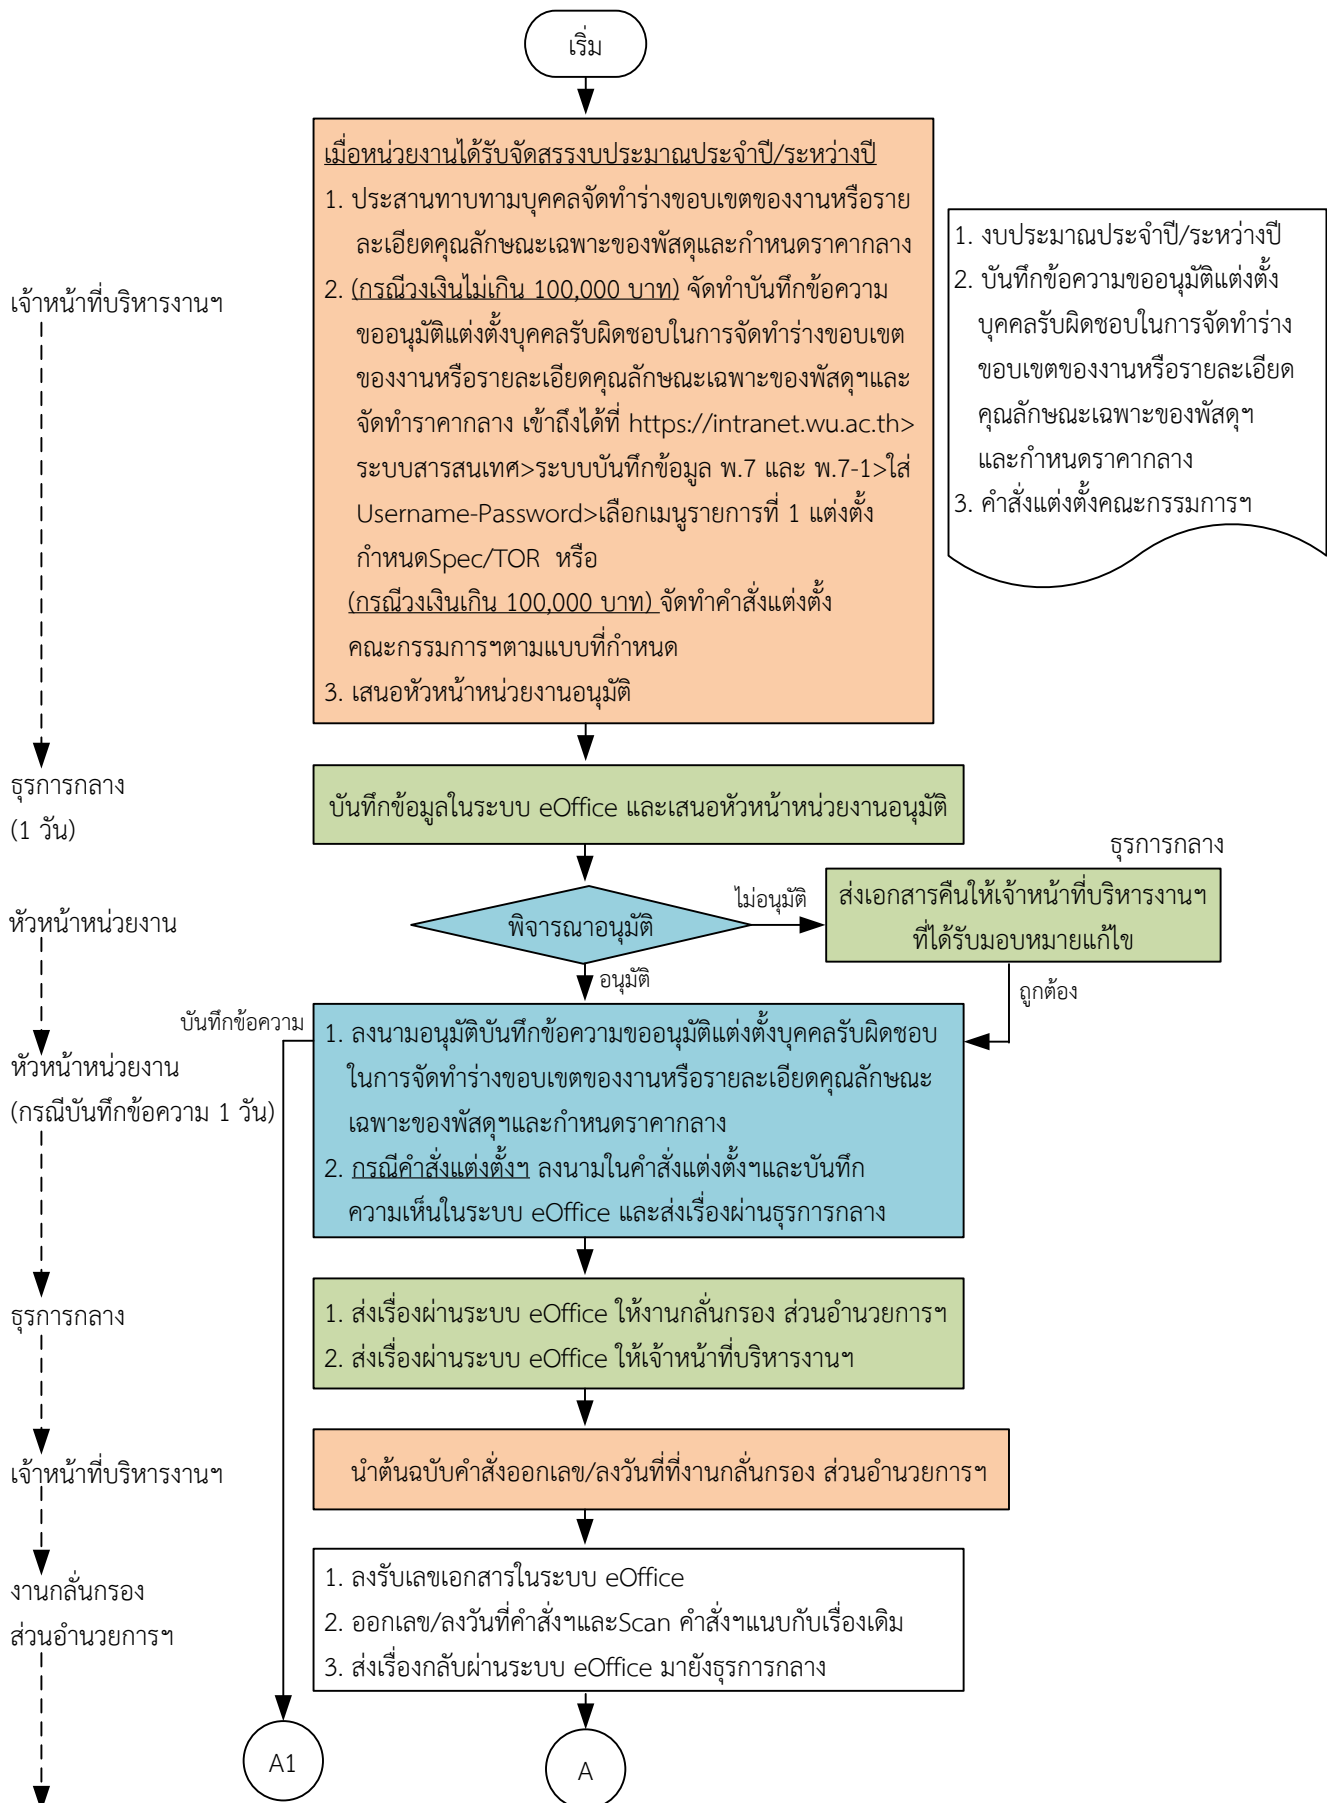 เริ่ม
เมื่อหน่วยงานได้รับจัดสรรงบประมาณประจำปี/ระหว่างปี
1. ประสานทาบทามบุคคลจัดทำร่างขอบเขตของงานหรือราย
ละเอียดคุณลักษณะเฉพาะของพัสดุและกำหนดราคากลาง
2. (กรณีวงเงินไม่เกิน 100,000 บาท) จัดทำบันทึกข้อความ
ขออนุมัติแต่งตั้งบุคคลรับผิดชอบในการจัดทำร่างขอบเขต
ของงานหรือรายละเอียดคุณลักษณะเฉพาะของพัสดุฯและ
จัดทำราคากลาง เข้าถึงได้ที่ https://intranet.wu.ac.th>
ระบบสารสนเทศ>ระบบบันทึกข้อมูล พ.7 และ พ.7-1>ใส่
Username-Password>เลือกเมนูรายการที่ 1 แต่งตั้ง
กำหนดSpec/TOR หรือ
(กรณีวงเงินเกิน 100,000 บาท) จัดทำคำสั่งแต่งตั้ง
คณะกรรมการฯตามแบบที่กำหนด
3. เสนอหัวหน้าหน่วยงานอนุมัติ
1. งบประมาณประจำปี/ระหว่างปี
2. บันทึกข้อความขออนุมัติแต่งตั้ง
บุคคลรับผิดชอบในการจัดทำร่าง
ขอบเขตของงานหรือรายละเอียด
คุณลักษณะเฉพาะของพัสดุฯ
และกำหนดราคากลาง
3. คำสั่งแต่งตั้งคณะกรรมการฯ
เจ้าหน้าที่บริหารงานฯ
ธุรการกลาง
(1 วัน)
บันทึกข้อมูลในระบบ eOffice และเสนอหัวหน้าหน่วยงานอนุมัติ
ธุรการกลาง
หัวหน้าหน่วยงาน
พิจารณาอนุมัติ
ไม่อนุมัติ
ส่งเอกสารคืนให้เจ้าหน้าที่บริหารงานฯ
ที่ได้รับมอบหมายแก้ไข
อนุมัติ
ถูกต้อง
บันทึกข้อความ
หัวหน้าหน่วยงาน
(กรณีบันทึกข้อความ 1 วัน)
1. ลงนามอนุมัติบันทึกข้อความขออนุมัติแต่งตั้งบุคคลรับผิดชอบ
ในการจัดทำร่างขอบเขตของงานหรือรายละเอียดคุณลักษณะ
เฉพาะของพัสดุฯและกำหนดราคากลาง
2. กรณีคำสั่งแต่งตั้งฯ ลงนามในคำสั่งแต่งตั้งฯและบันทึก
ความเห็นในระบบ eOffice และส่งเรื่องผ่านธุรการกลาง
ธุรการกลาง
1. ส่งเรื่องผ่านระบบ eOffice ให้งานกลั่นกรอง ส่วนอำนวยการฯ
2. ส่งเรื่องผ่านระบบ eOffice ให้เจ้าหน้าที่บริหารงานฯ
เจ้าหน้าที่บริหารงานฯ
นำต้นฉบับคำสั่งออกเลข/ลงวันที่ที่งานกลั่นกรอง ส่วนอำนวยการฯ
งานกลั่นกรอง
ส่วนอำนวยการฯ
1. ลงรับเลขเอกสารในระบบ eOffice
2. ออกเลข/ลงวันที่คำสั่งฯและScan คำสั่งฯแนบกับเรื่องเดิม
3. ส่งเรื่องกลับผ่านระบบ eOffice มายังธุรการกลาง
A1
A